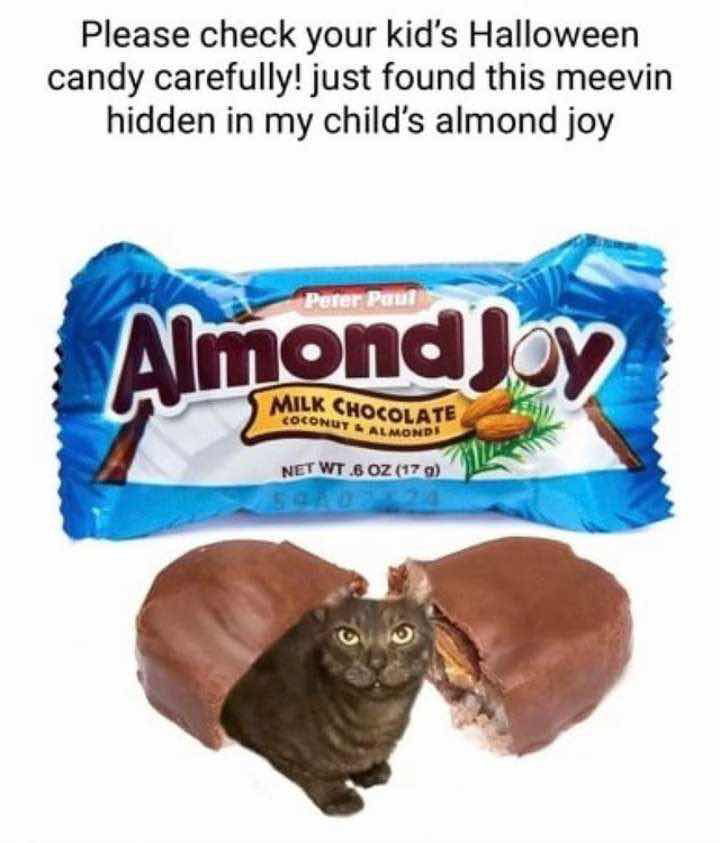 Please check your kid's Halloween
candy carefully! just found this meevin
hidden in my child's almond joy
Peter Paul
Almond Joy
MILK CHOCOLATE
COCONUT & ALMONDS
NET WT .6 OZ (17 g)